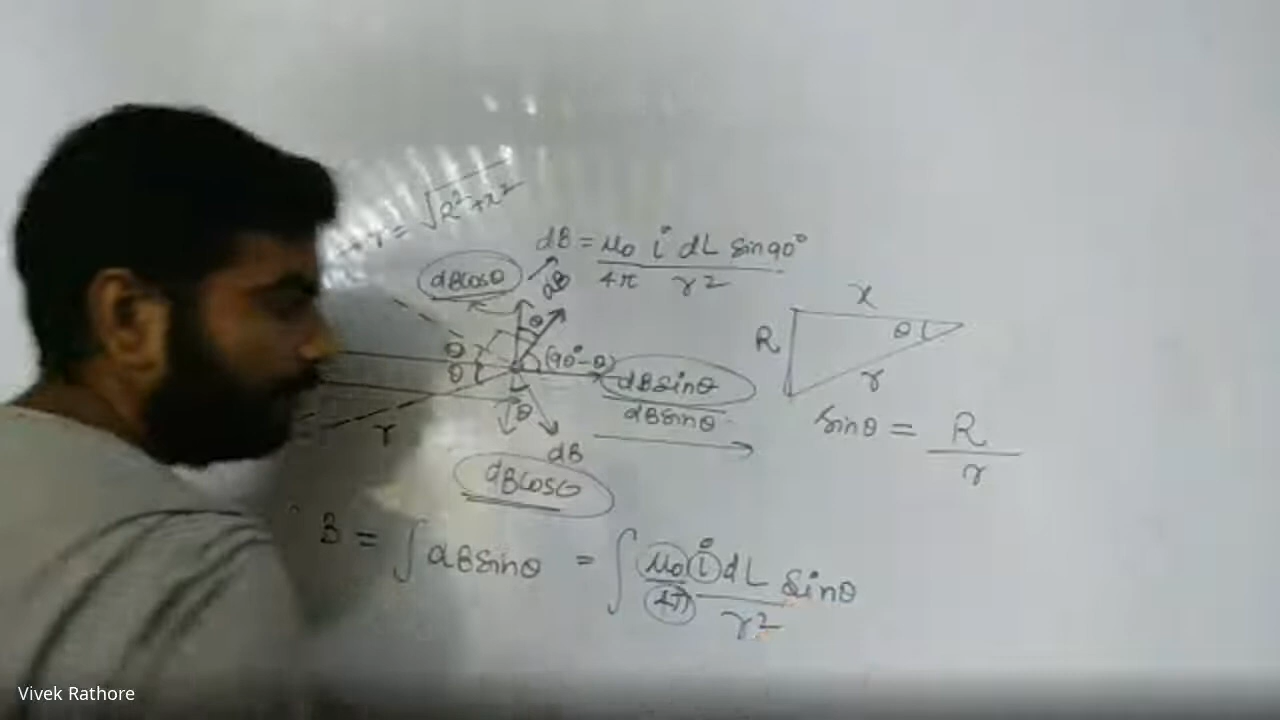 r = √R²+x²
dB = μ₀ i dL sin90°
4π r²
dBcosθ
dB
x
θ
R
θ
r
θ
(90°-θ)
θ
dBsinθ
dBsinθ
θ
r
dB
sinθ = R
r
dBcosθ
B = ∫dBsinθ = ∫ μ₀ i dL sinθ
4π r²
Vivek Rathore